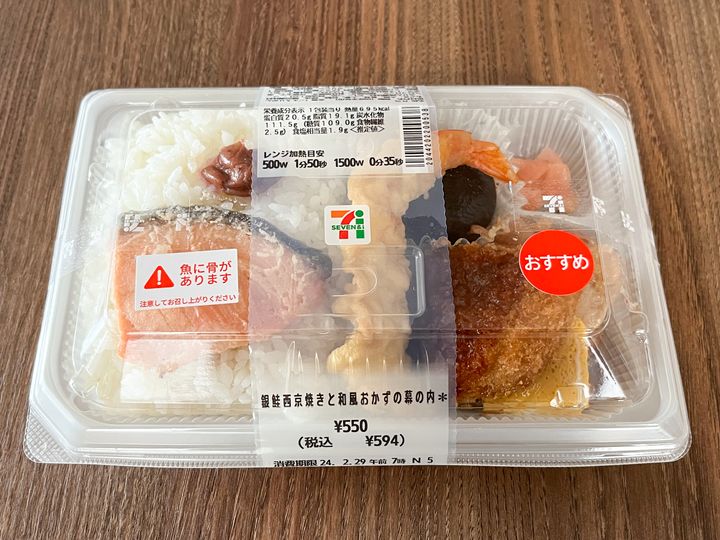 栄養成分表示 1包装当り 熱量695kcal
蛋白質20.5g 脂質19.1g 炭水化物
111.5g (糖質109.0g 食物繊維
2.5g) 食塩相当量1.9g<推定値>
レンジ加熱目安
500W 1分50秒 1500W 0分35秒
2044202200538
7
SEVEN&i
魚に骨が
あります
注意してお召し上がりください
おすすめ
銀鮭西京焼きと和風おかずの幕の内*
¥550
(税込 ¥594)
消費期限24. 2.29 午前 7時 N 5